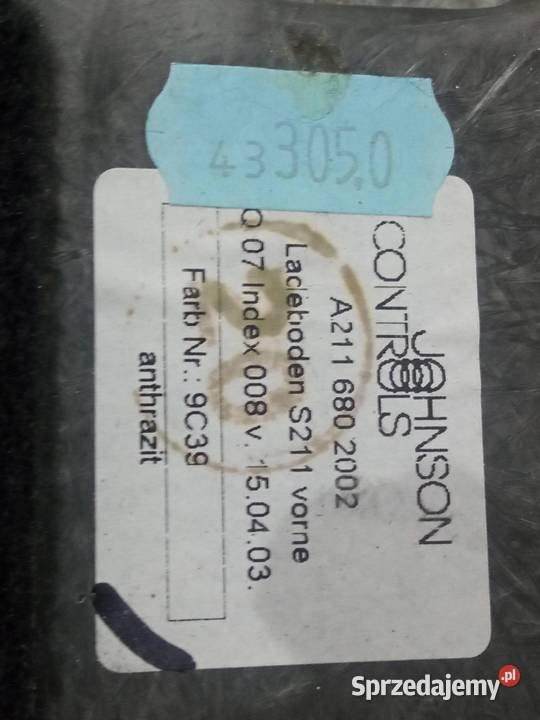 43305,0
JOHNSON
CONTROLS
A211 680 2002
Ladeboden S211 vorne
Q 07 Index 008 v. 15.04.03.
Farb Nr.: 9C39
anthrazit
Sprzedajemy.pl